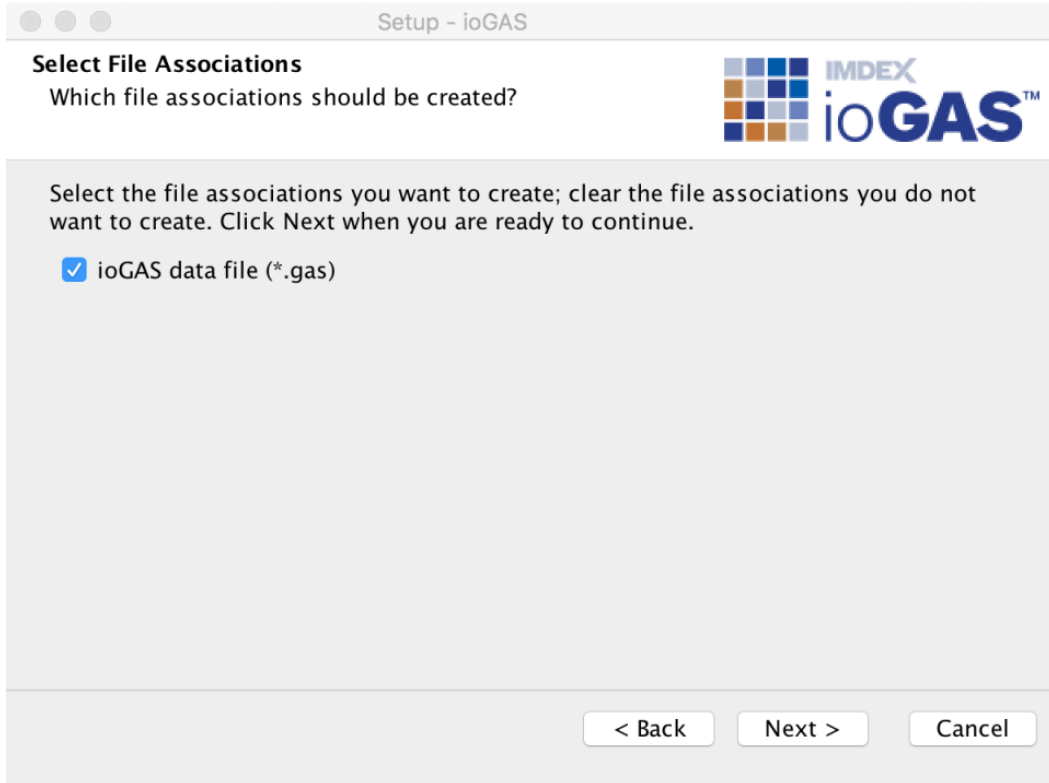 Setup - ioGAS
Select File Associations
Which file associations should be created?
IMDEX
ioGAS™
Select the file associations you want to create; clear the file associations you do not
want to create. Click Next when you are ready to continue.
ioGAS data file (*.gas)
< Back
Next >
Cancel